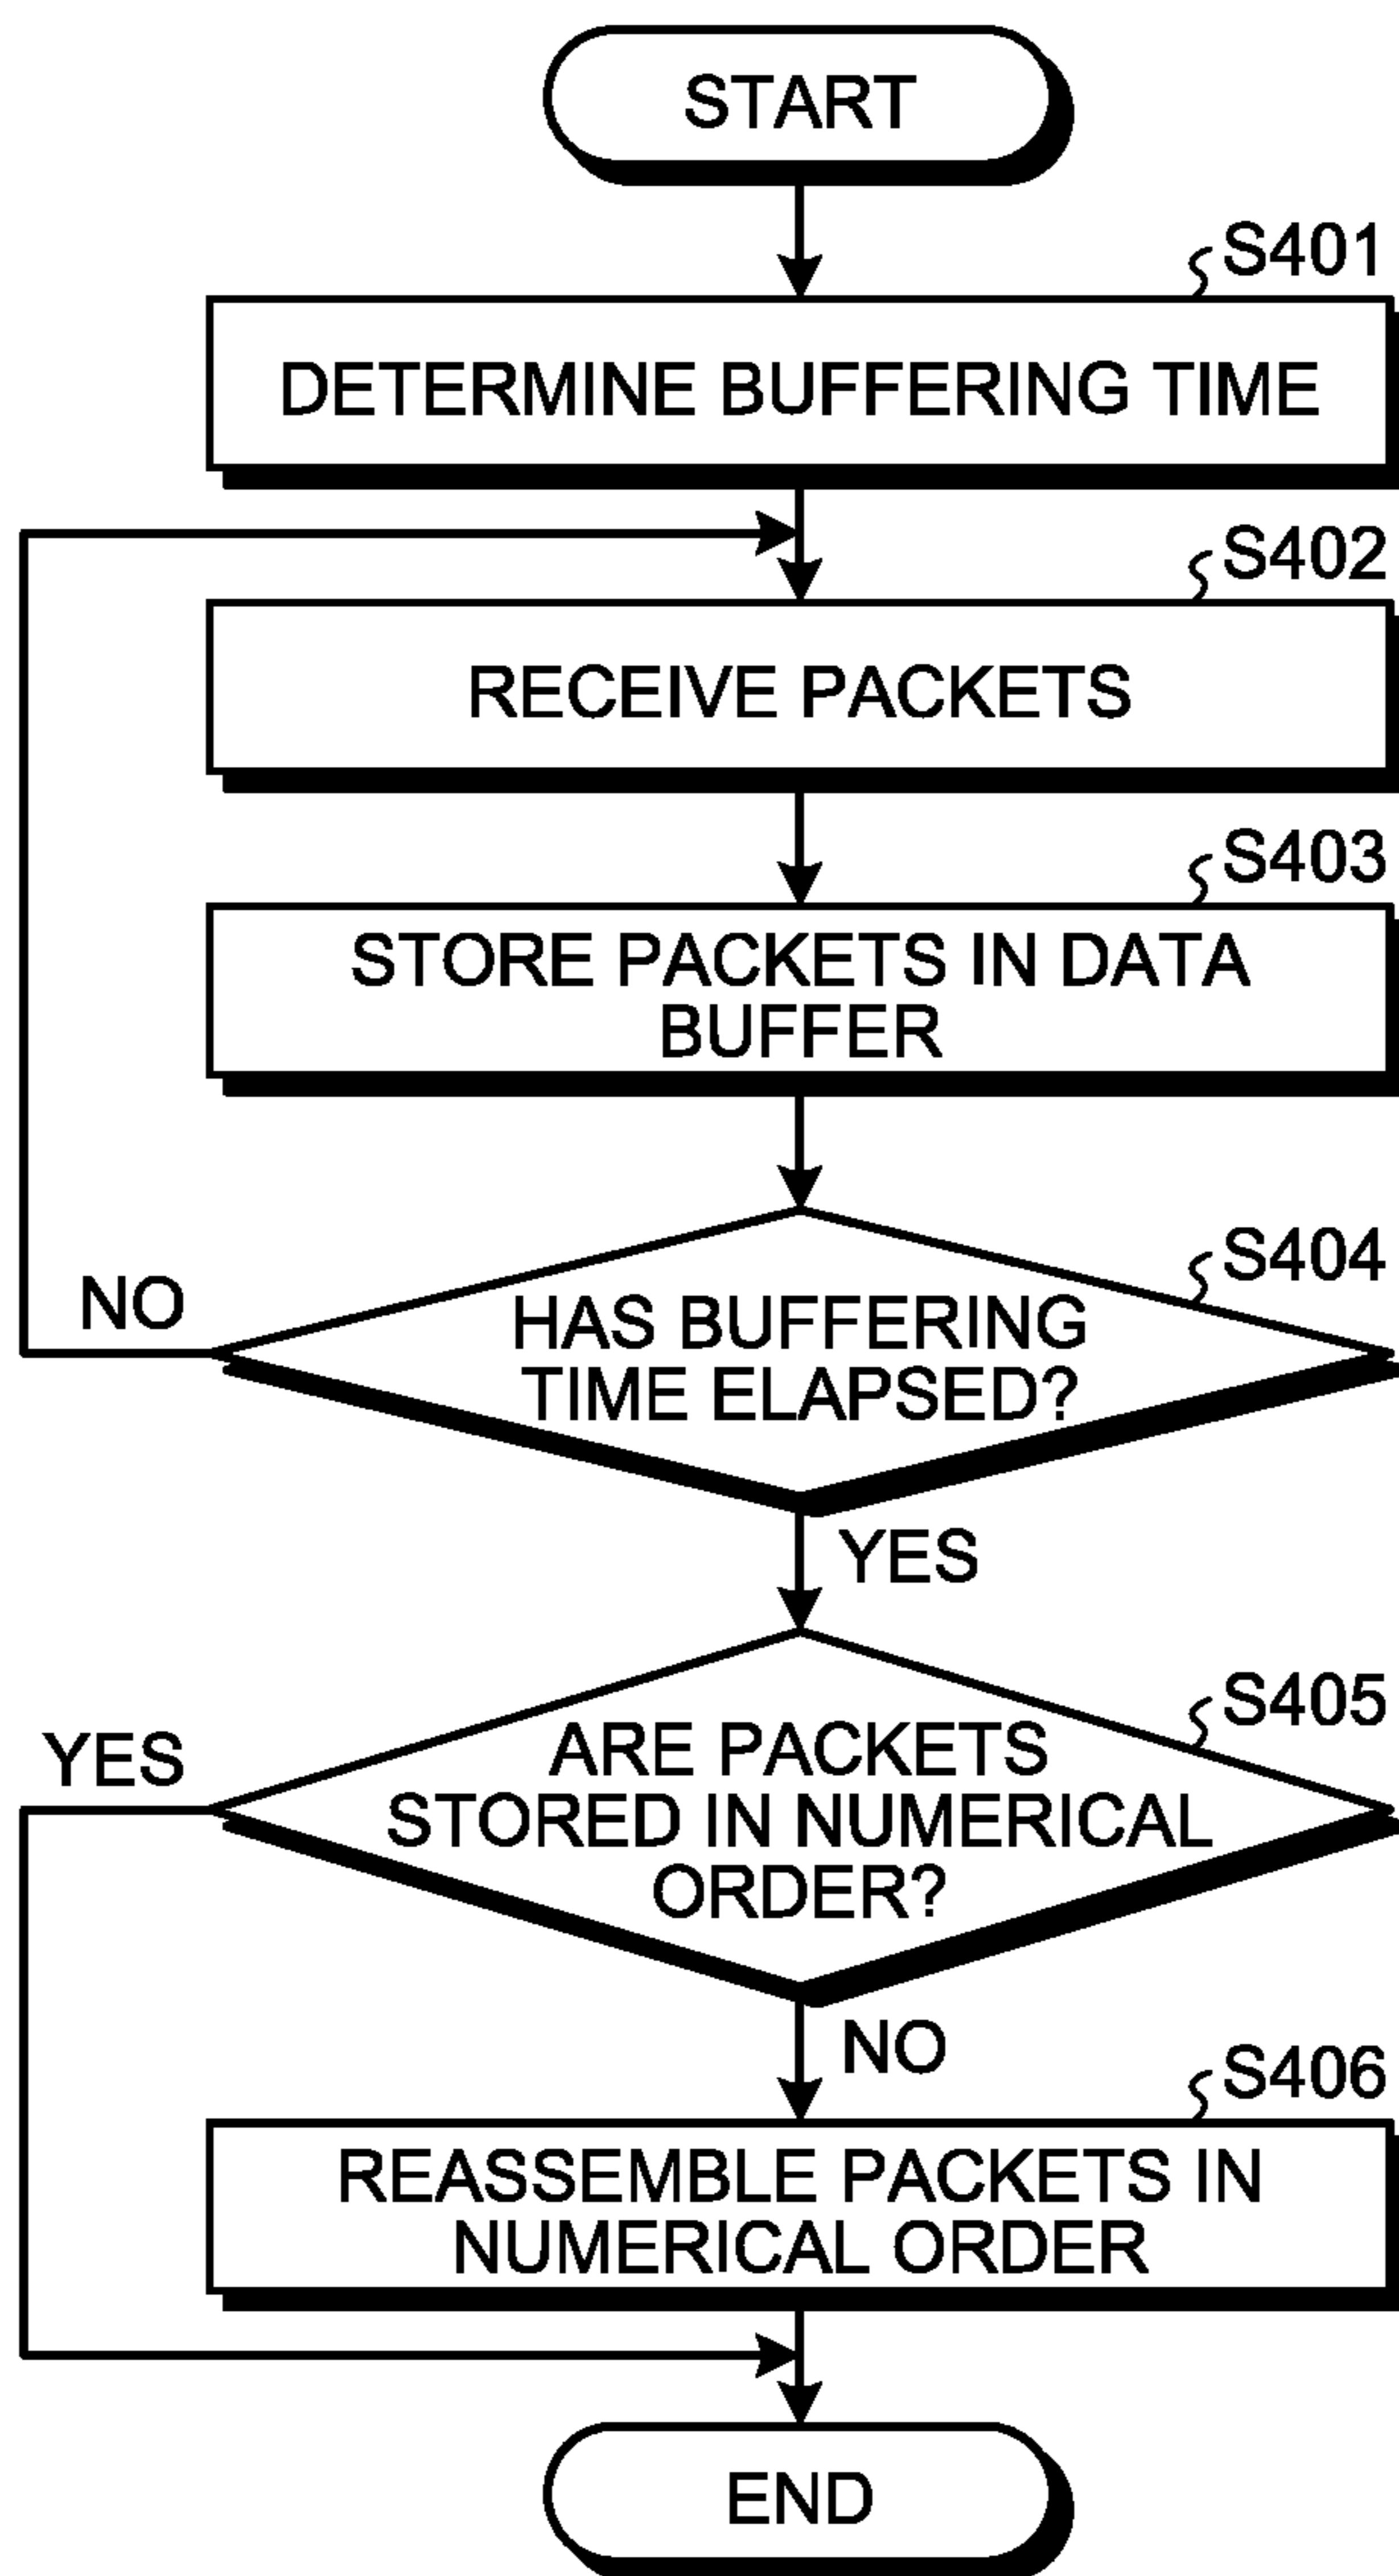 START
S401
DETERMINE BUFFERING TIME
S402
RECEIVE PACKETS
S403
STORE PACKETS IN DATA
BUFFER
S404
NO
HAS BUFFERING
TIME ELAPSED?
YES
S405
YES
ARE PACKETS
STORED IN NUMERICAL
ORDER?
NO
S406
REASSEMBLE PACKETS IN
NUMERICAL ORDER
END